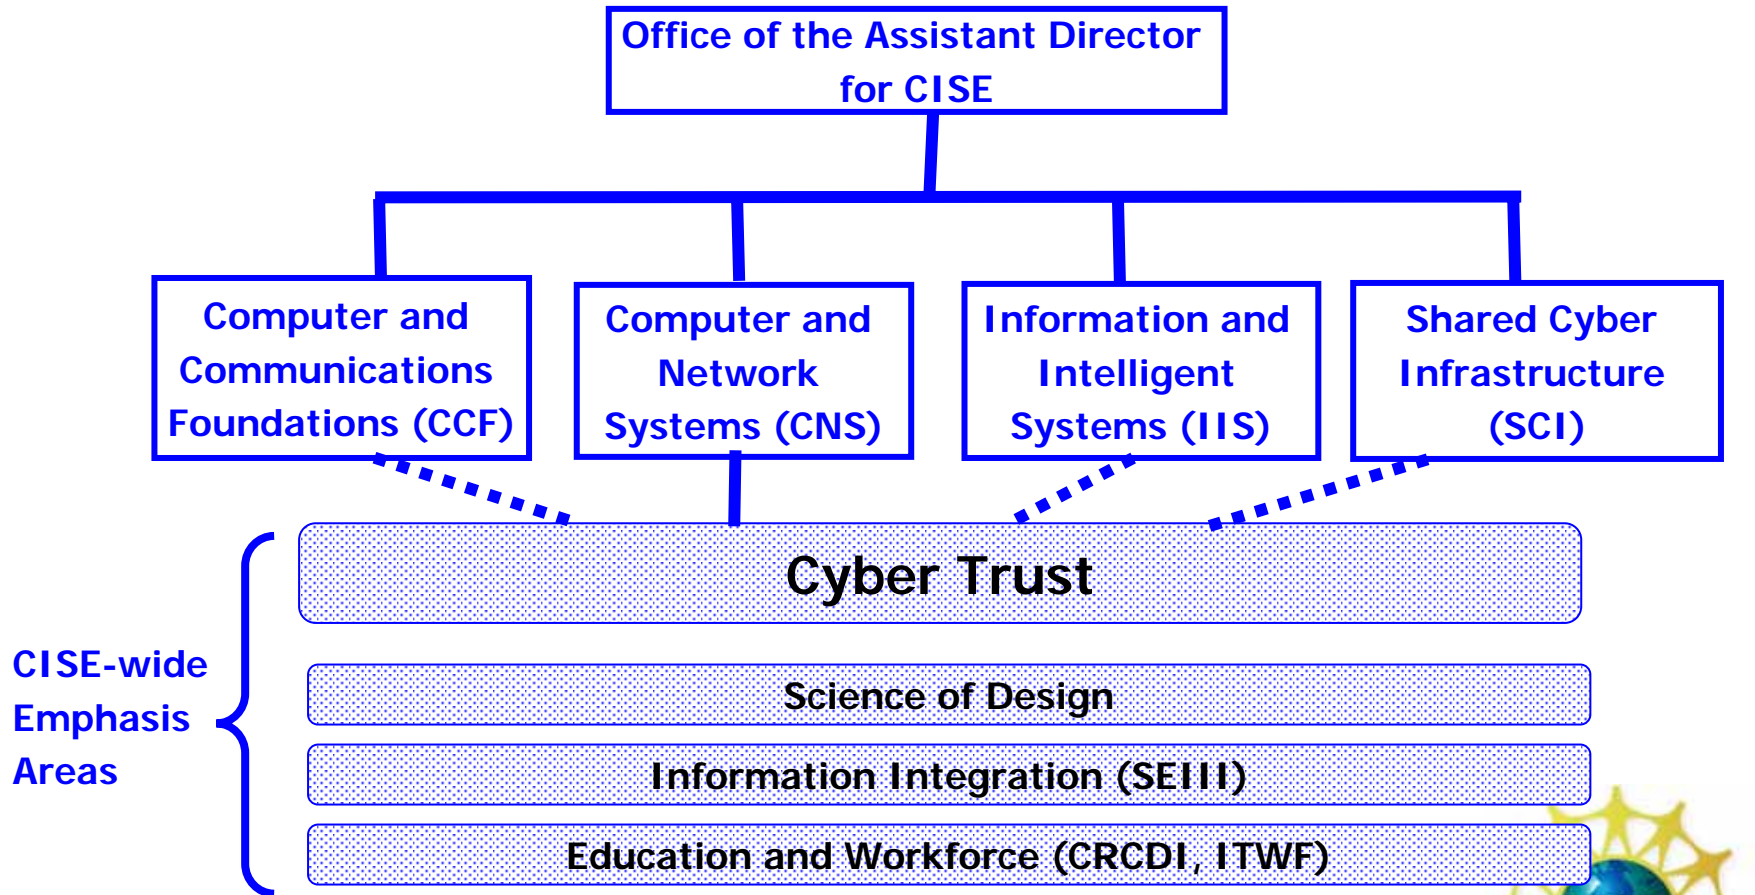 Office of the Assistant Director
for CISE
Computer and
Communications
Foundations (CCF)
Computer and
Network
Systems (CNS)
Information and
Intelligent
Systems (IIS)
Shared Cyber
Infrastructure
(SCI)
Cyber Trust
CISE-wide
Emphasis
Areas
Science of Design
Information Integration (SEIII)
Education and Workforce (CRCDI, ITWF)